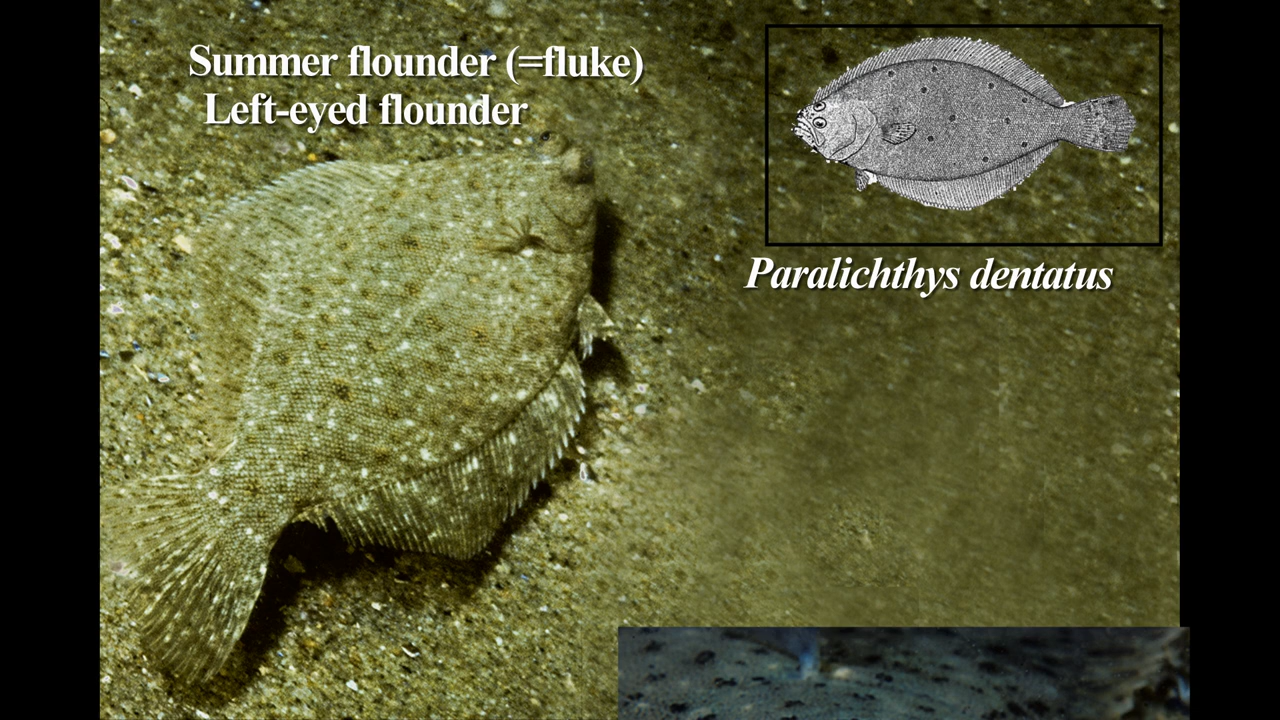 Summer flounder (=fluke)
Left-eyed flounder
Paralichthys dentatus